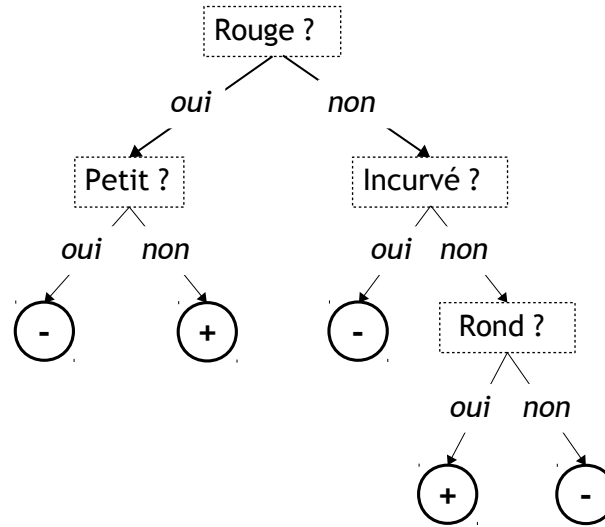 Rouge ?
oui non
Petit ? Incurvé ?
oui non oui non
- + - Rond ?
oui non
+ -